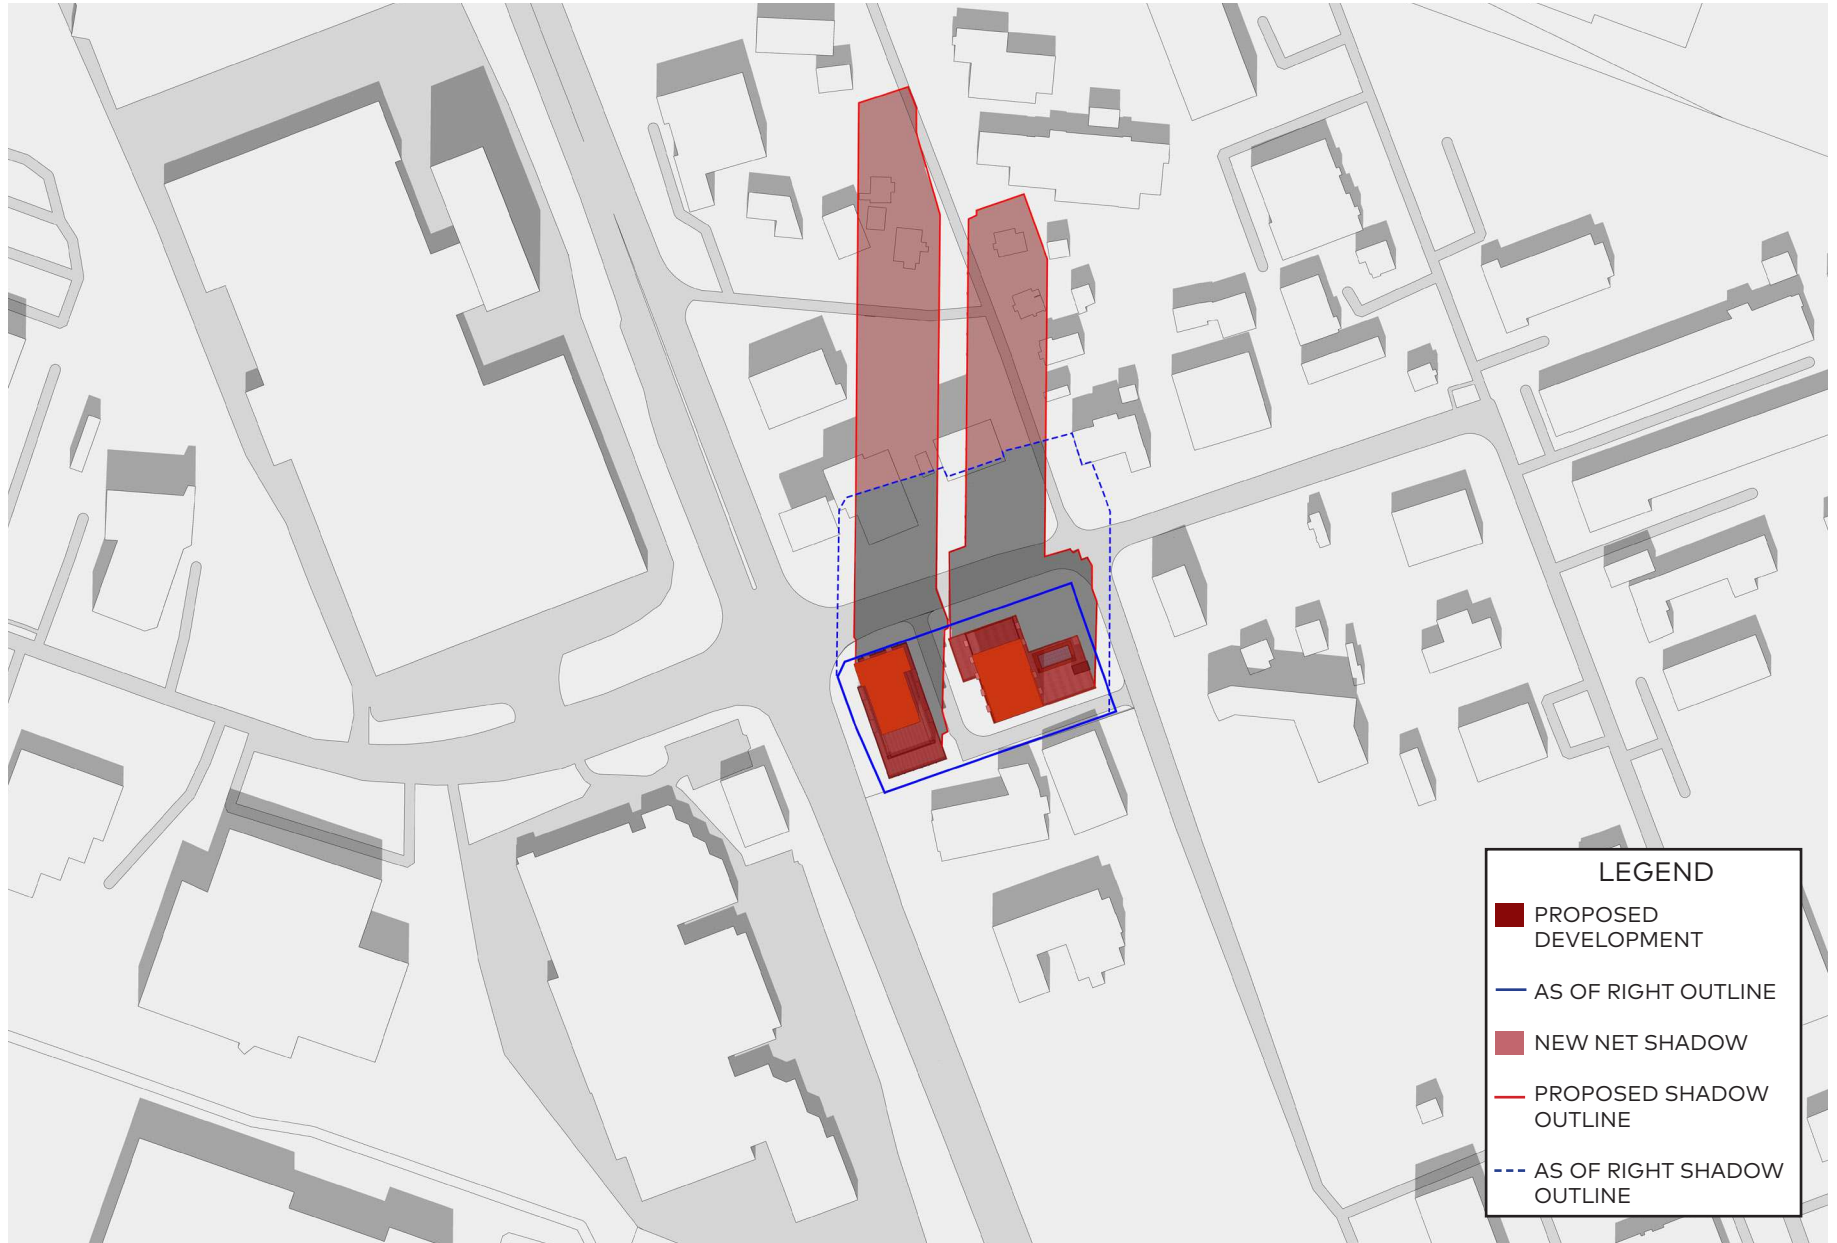 LEGEND
PROPOSED
DEVELOPMENT
AS OF RIGHT OUTLINE
NEW NET SHADOW
PROPOSED SHADOW
OUTLINE
AS OF RIGHT SHADOW
OUTLINE